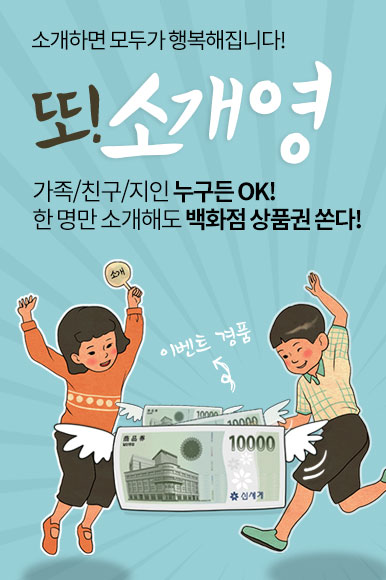 소개하면 모두가 행복해집니다!
또! 소개영
가족/친구/지인 누구든 OK!
한 명만 소개해도 백화점 상품권 쏜다!
소개
이벤트 경품
10000
商品券
10000
신세계